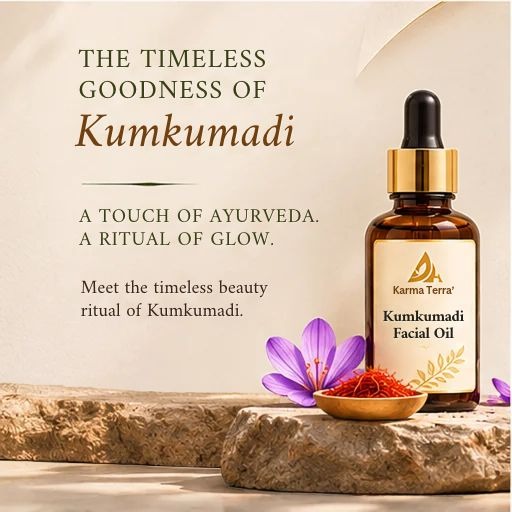 THE TIMELESS
GOODNESS OF
Kumkumadi
A TOUCH OF AYURVEDA.
A RITUAL OF GLOW.
Meet the timeless beauty
ritual of Kumkumadi.
Karma Terra'
Kumkumadi
Facial Oil